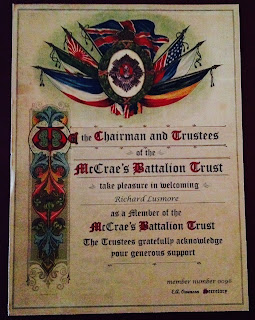 the Chairman and Trustees
of the
McCrae's Battalion Trust
take pleasure in welcoming
Richard Lusmore
as a Member of the
McCrae's Battalion Trust
The Trustees gratefully acknowledge
your generous support
member number 0096
Secretary